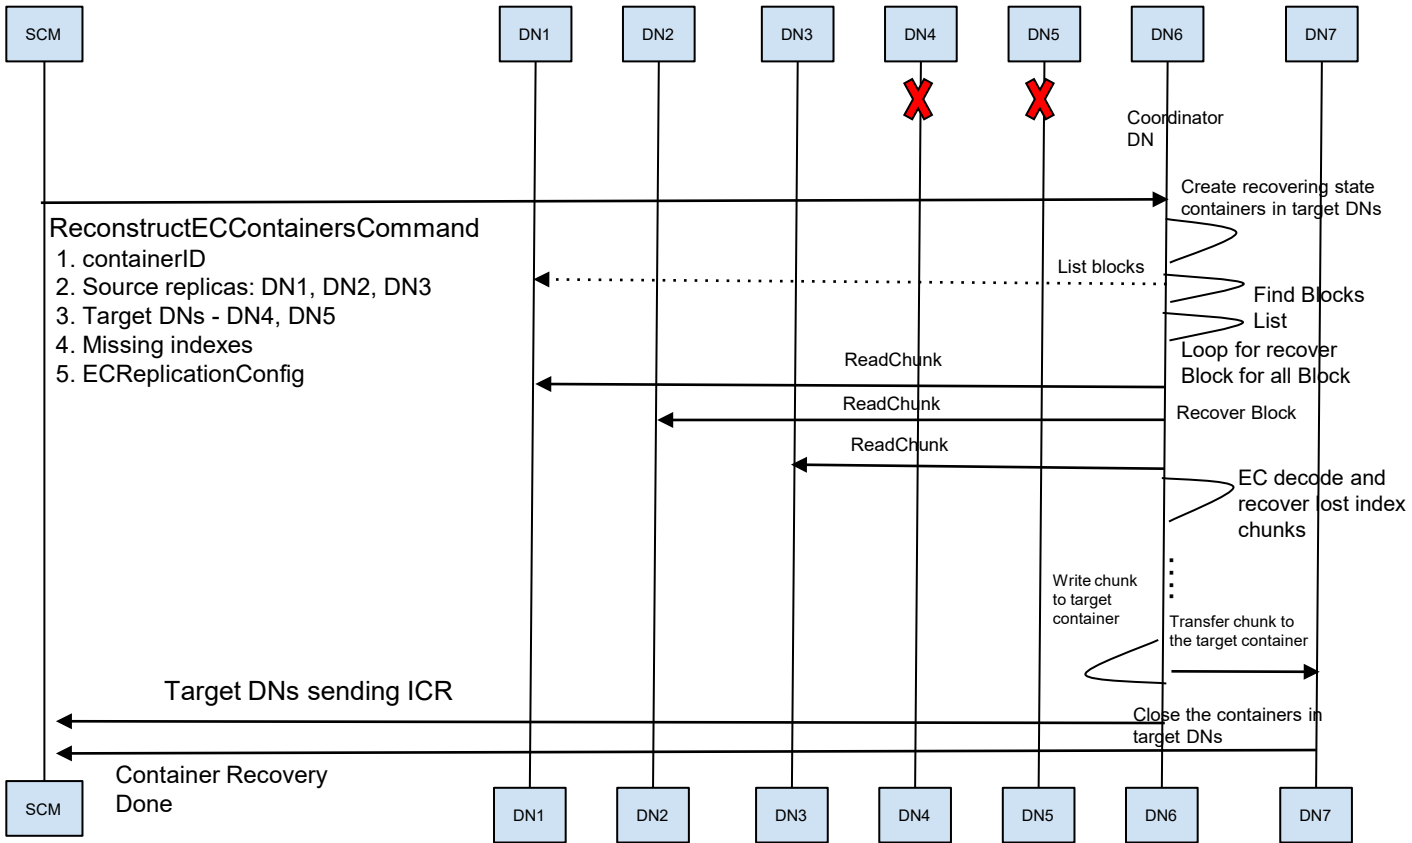 SCM
DN1
DN2
DN3
DN4
DN5
DN6
DN7
Coordinator
DN
Create recovering state
containers in target DNs
ReconstructECContainersCommand
1. containerID
2. Source replicas: DN1, DN2, DN3
3. Target DNs - DN4, DN5
4. Missing indexes
5. ECReplicationConfig
List blocks
Find Blocks
List
Loop for recover
Block for all Block
ReadChunk
ReadChunk
Recover Block
ReadChunk
EC decode and
recover lost index
chunks
Write chunk
to target
container
Transfer chunk to
the target container
Target DNs sending ICR
Close the containers in
target DNs
Container Recovery
Done
SCM
DN1
DN2
DN3
DN4
DN5
DN6
DN7